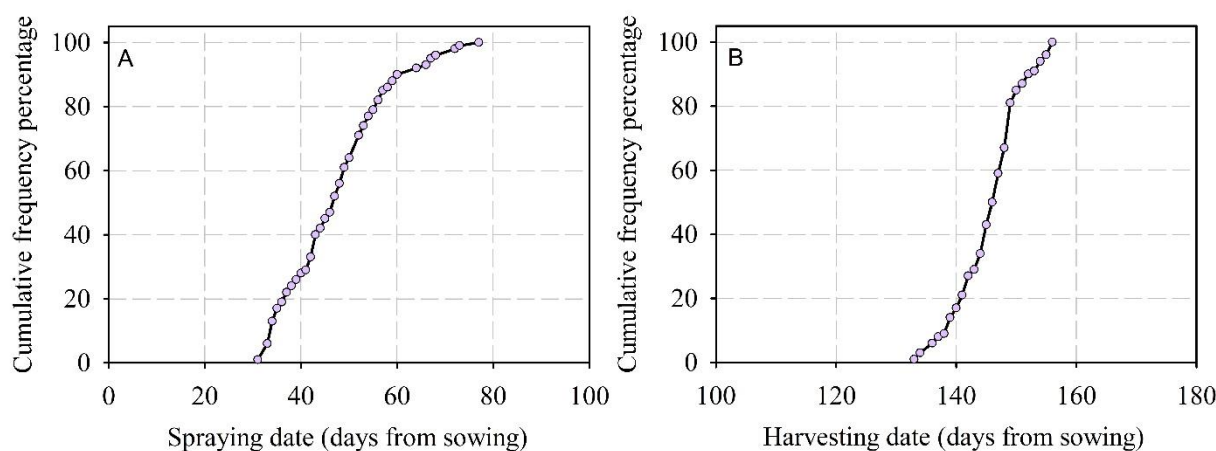 Cumulative frequency percentage
A
100
80
60
40
20
0
0 20 40 60 80 100
Spraying date (days from sowing)
Cumulative frequency percentage
B
100
80
60
40
20
0
100 120 140 160 180
Harvesting date (days from sowing)